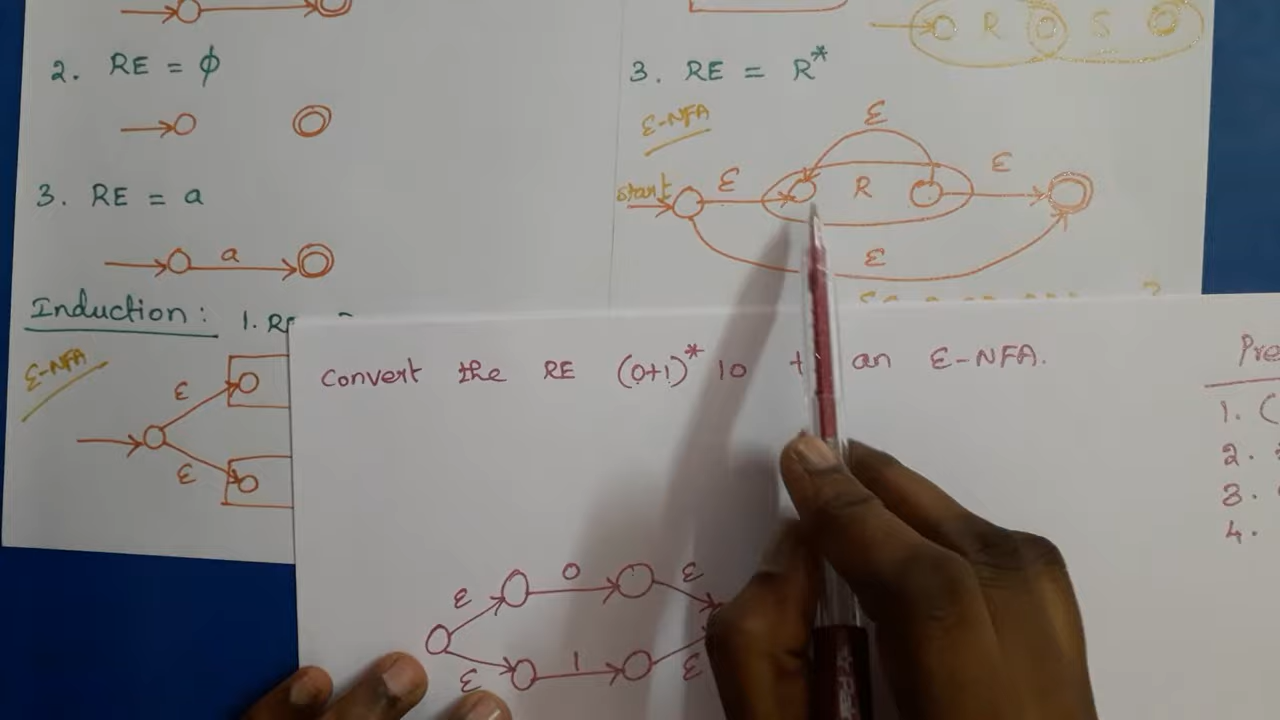 2. RE = ϕ
3. RE = a
a
Induction : 1.
ε-NFA
ε
ε
R S
3. RE = R*
ε-NFA
ε
start ε R ε
ε
Convert the RE (0+1)* 10 an ε-NFA.
ε 0 ε
ε 1 ε
Pre
1. (
2.
3.
4.